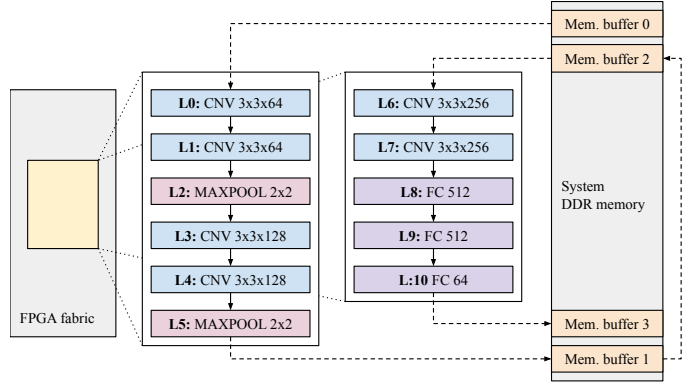 Mem. buffer 0
Mem. buffer 2
L0: CNV 3x3x64
L1: CNV 3x3x64
L2: MAXPOOL 2x2
L3: CNV 3x3x128
L4: CNV 3x3x128
L5: MAXPOOL 2x2
L6: CNV 3x3x256
L7: CNV 3x3x256
L8: FC 512
L9: FC 512
L:10 FC 64
System
DDR memory
FPGA fabric
Mem. buffer 3
Mem. buffer 1